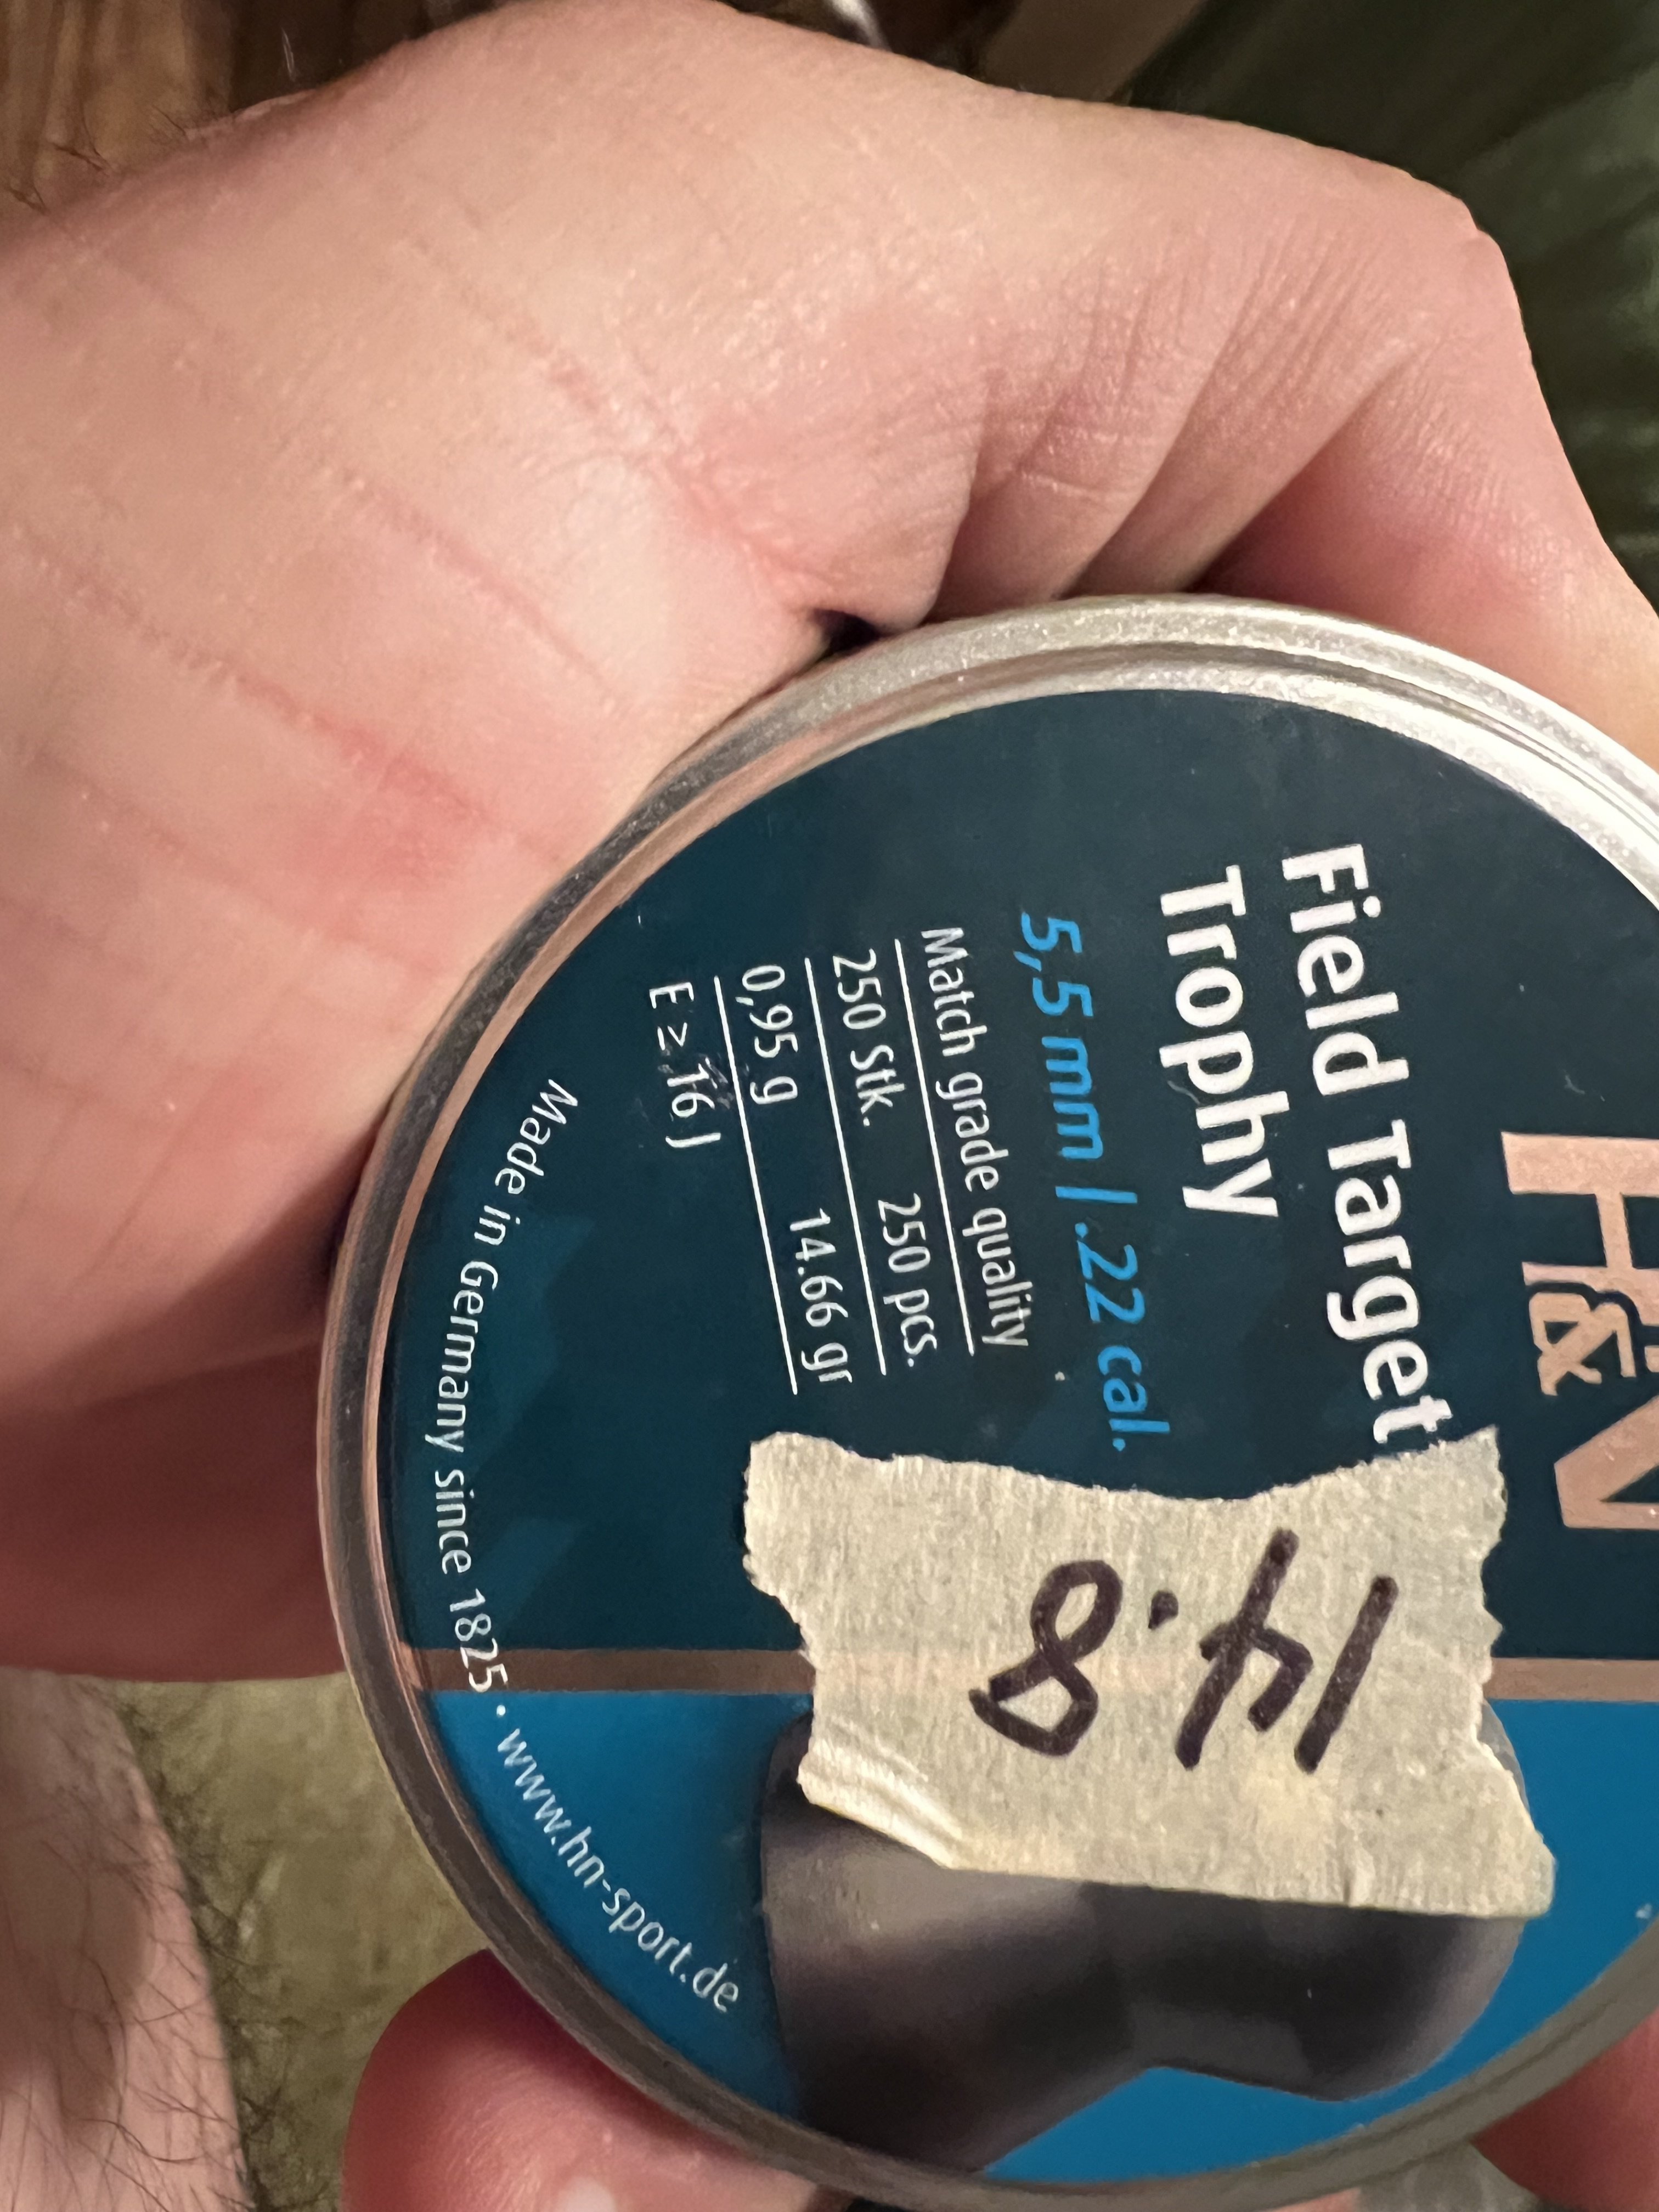 H&N
Field Target
Trophy
5,5 mm | .22 cal.
Match grade quality
250 Stk. 250 pcs.
0,95 g 14.66 gr
E ≥ 16 J
Made in Germany since 1825 • www.hn-sport.de
14.8